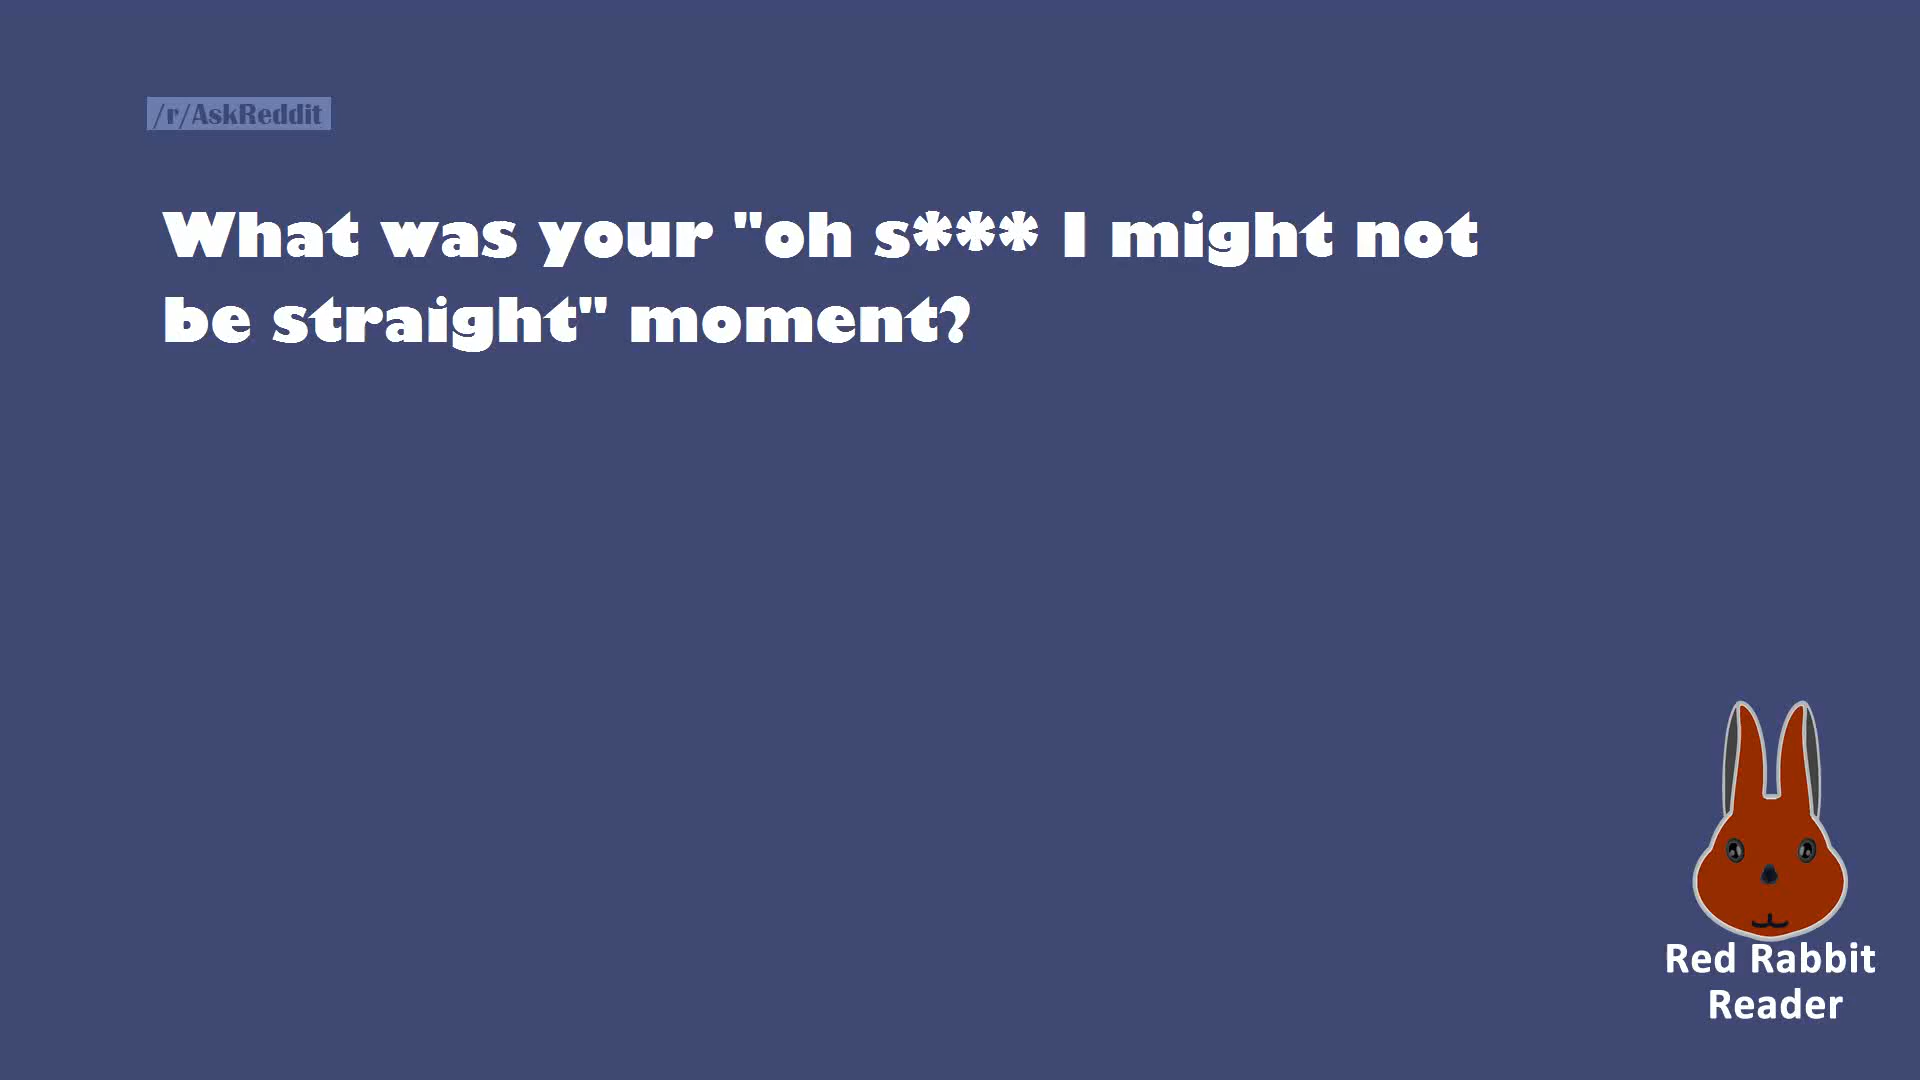 /r/AskReddit
What was your "oh s*** I might not
be straight" moment?
Red Rabbit
Reader